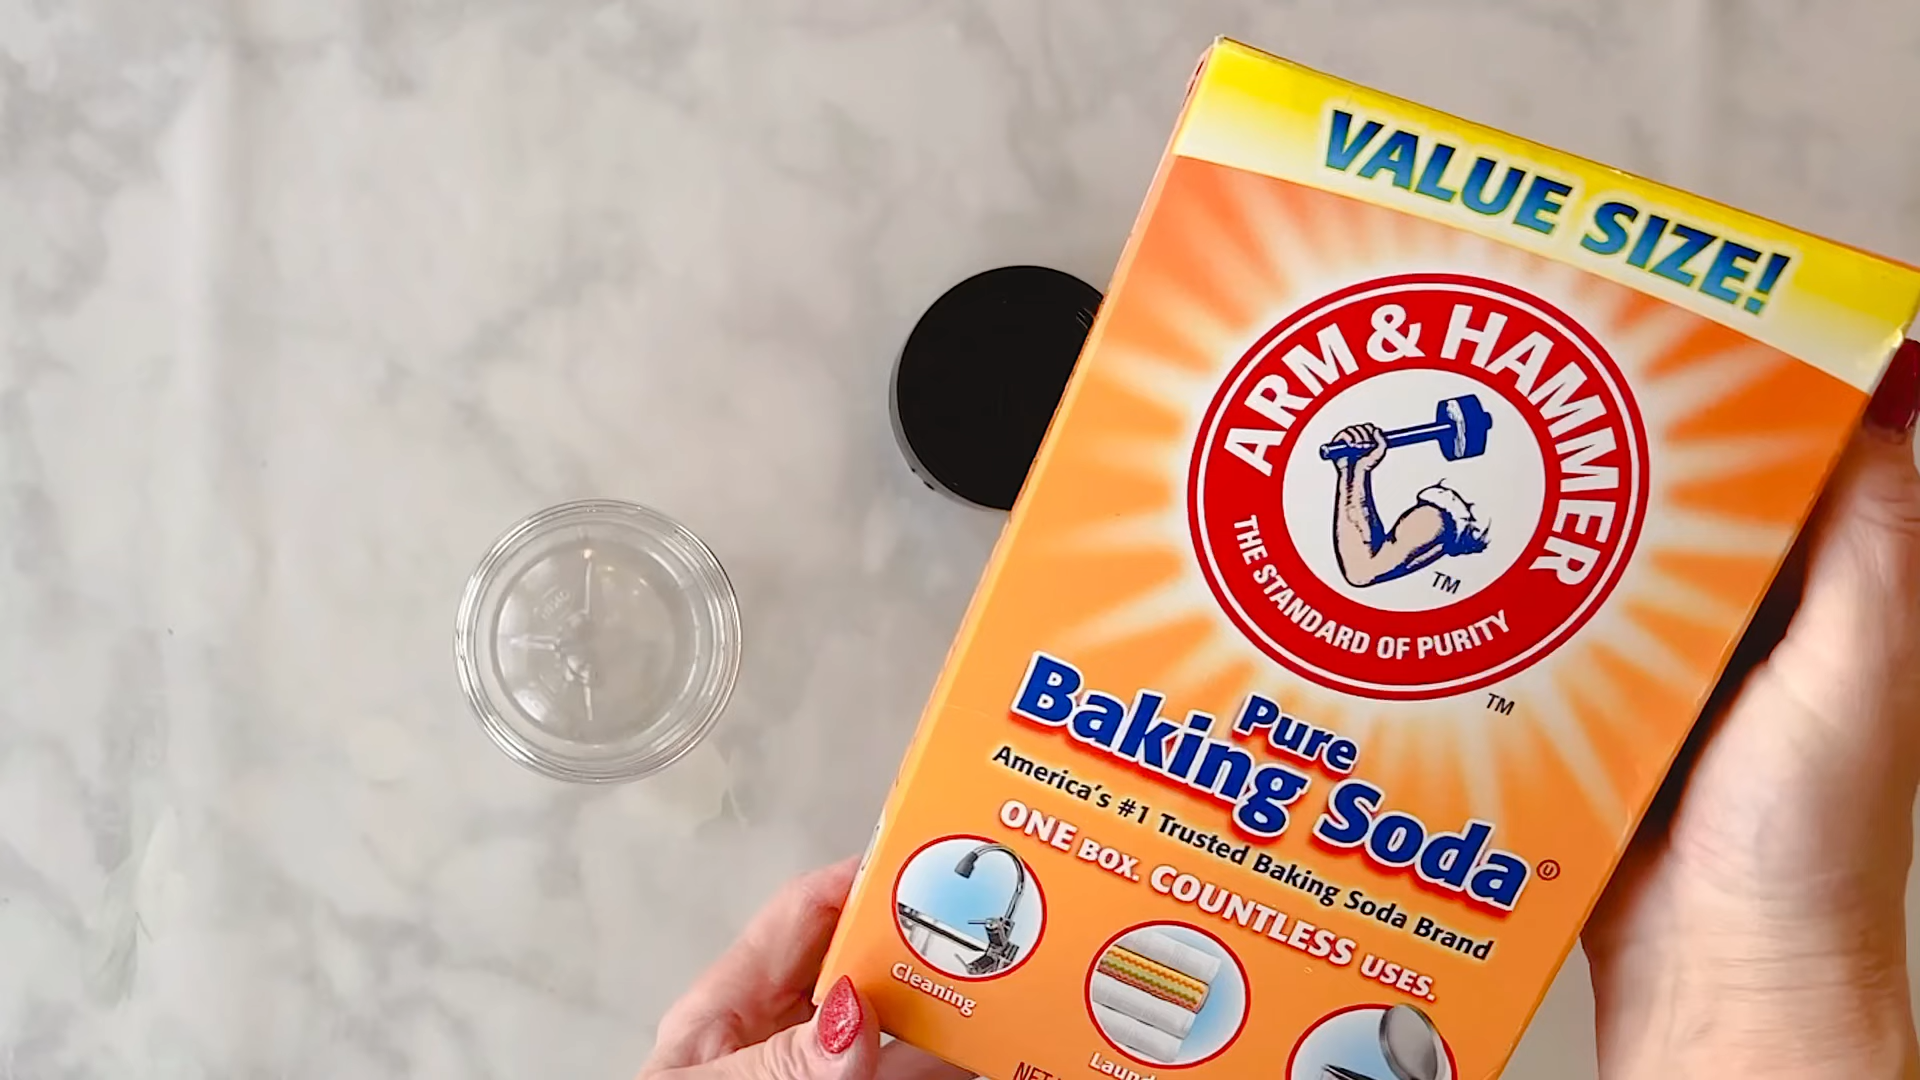 VALUE SIZE!
ARM & HAMMER
TM
THE STANDARD OF PURITY
TM
Pure
Baking Soda
America's #1 Trusted Baking Soda Brand
ONE BOX. COUNTLESS USES.
Cleaning